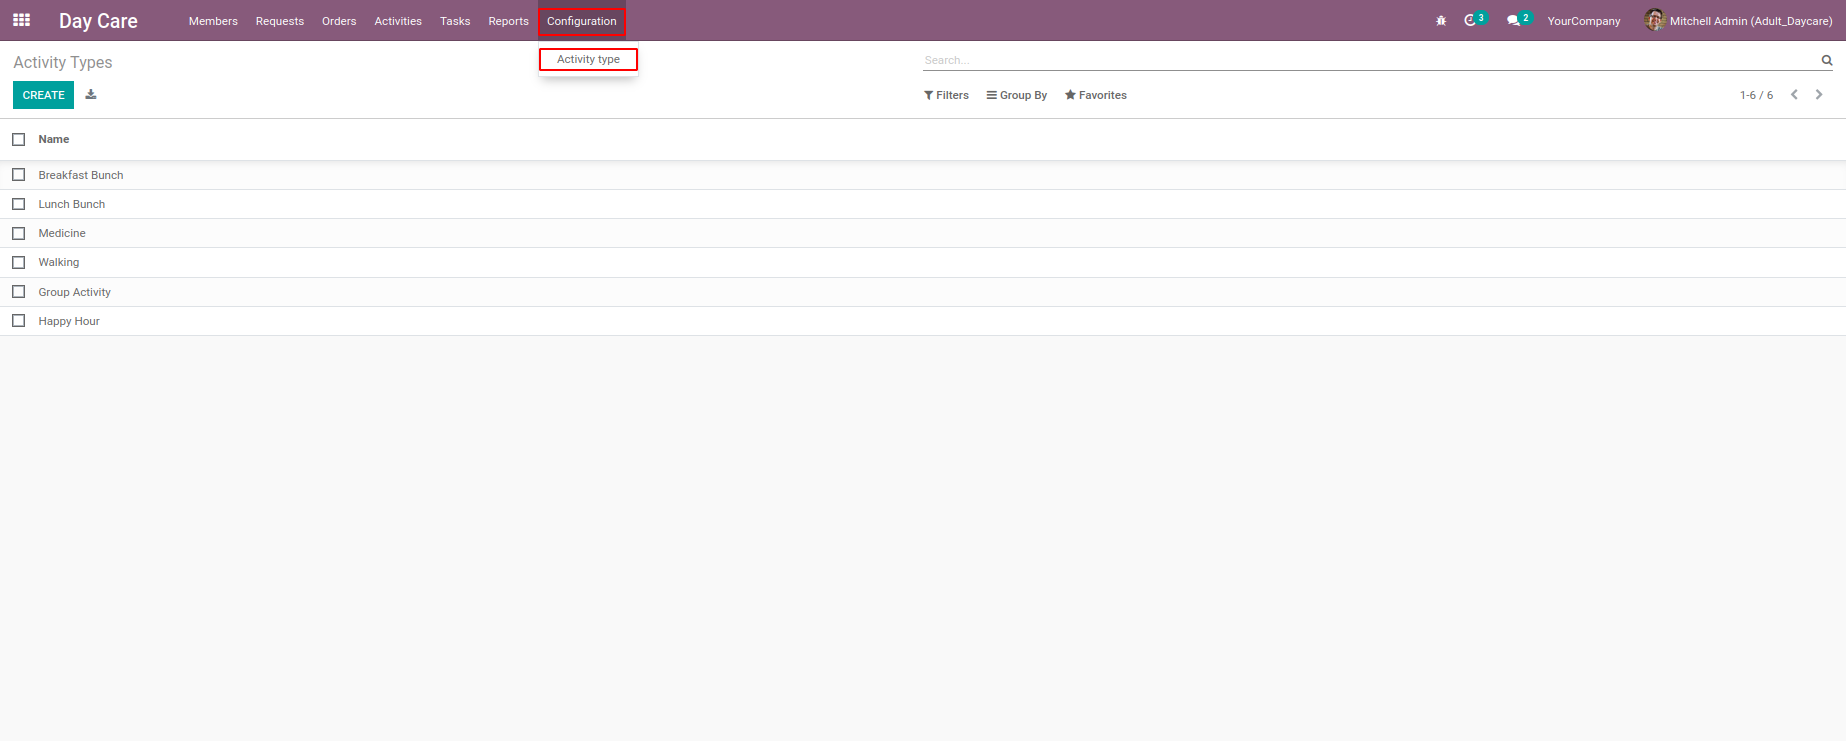 Day Care Members Requests Orders Activities Tasks Reports Configuration 3 2 YourCompany Mitchell Admin (Adult_Daycare)
Activity type
Activity Types
Search...
CREATE
Filters Group By Favorites 1-6 / 6
Name
Breakfast Bunch
Lunch Bunch
Medicine
Walking
Group Activity
Happy Hour